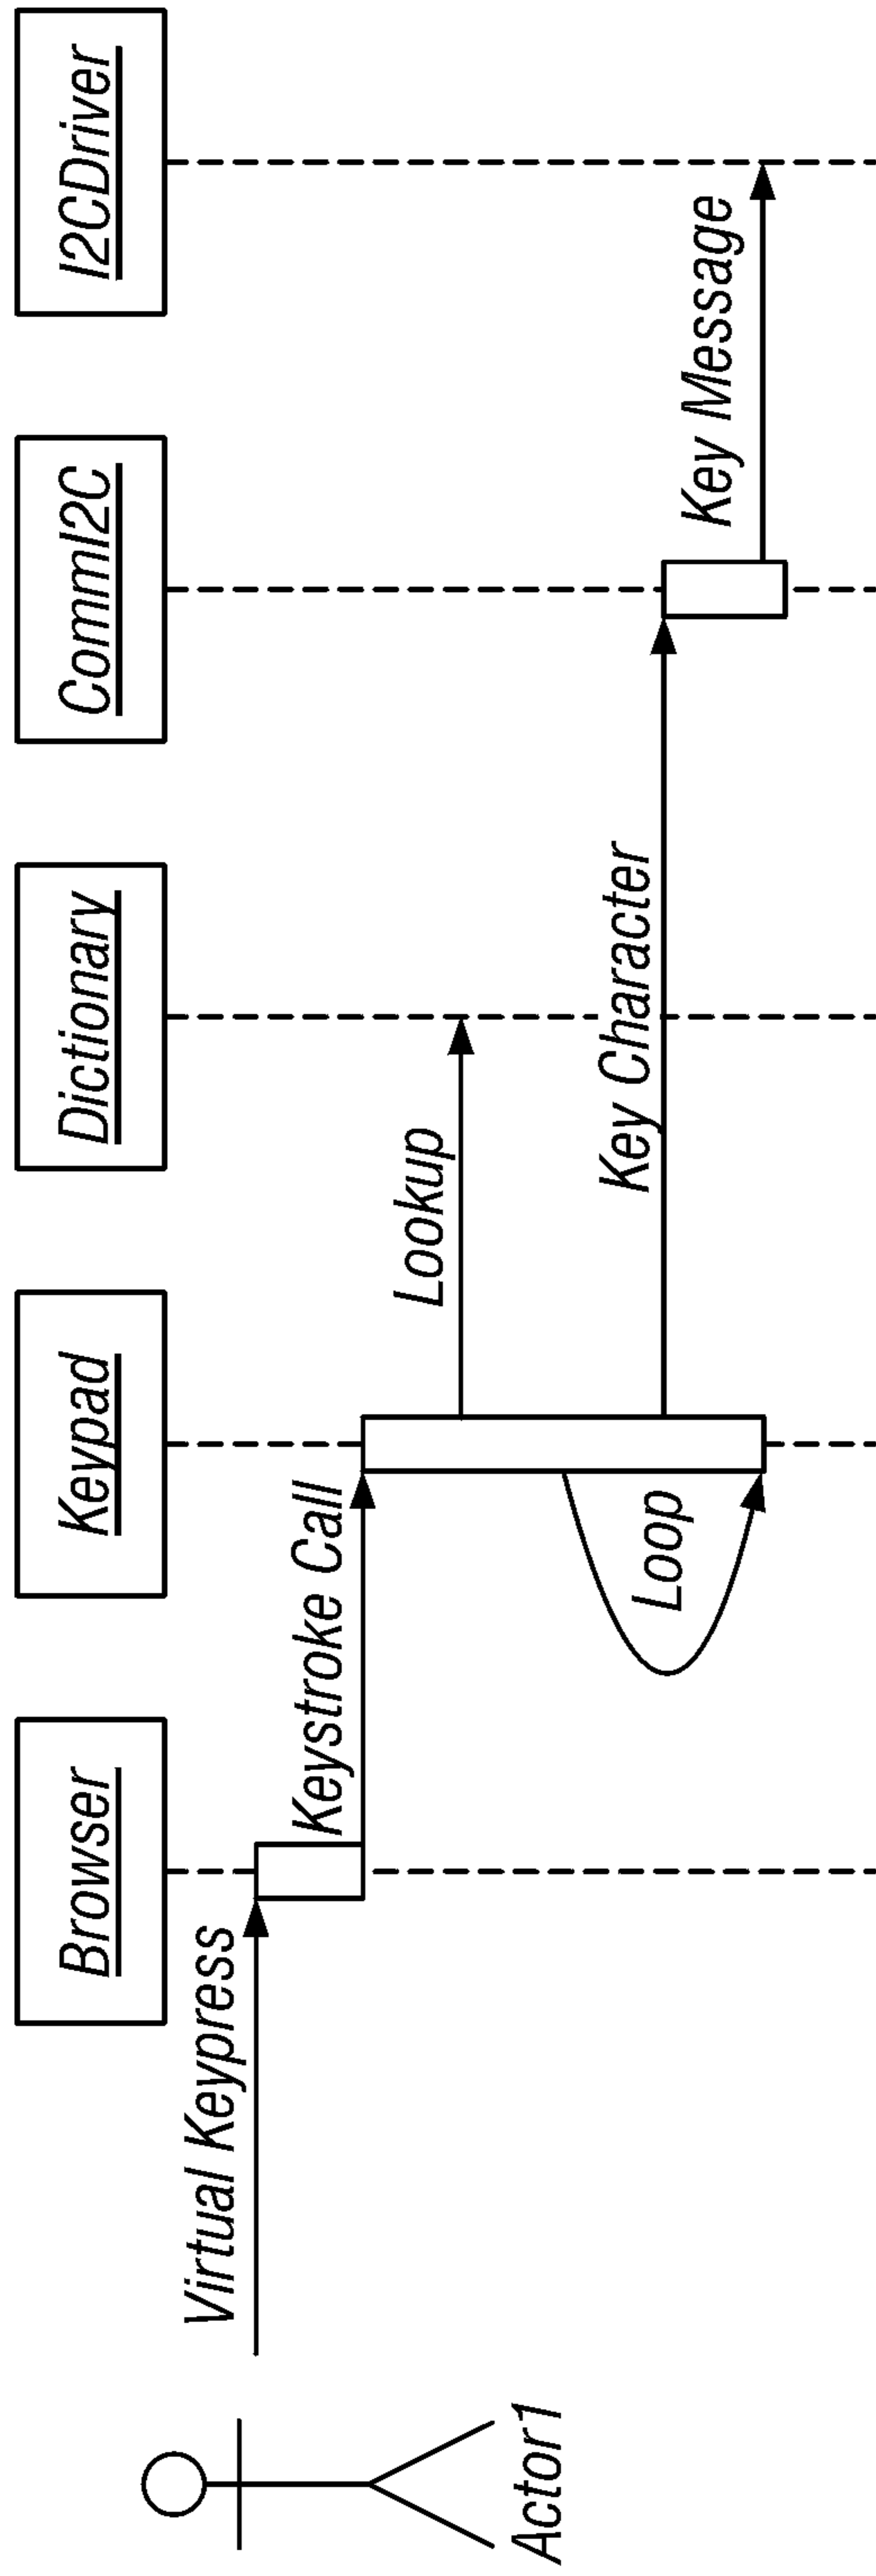 Browser
Keypad
Dictionary
CommI2C
I2CDriver
Virtual Keypress
Keystroke Call
Lookup
Key Character
Loop
Key Message
Actor1